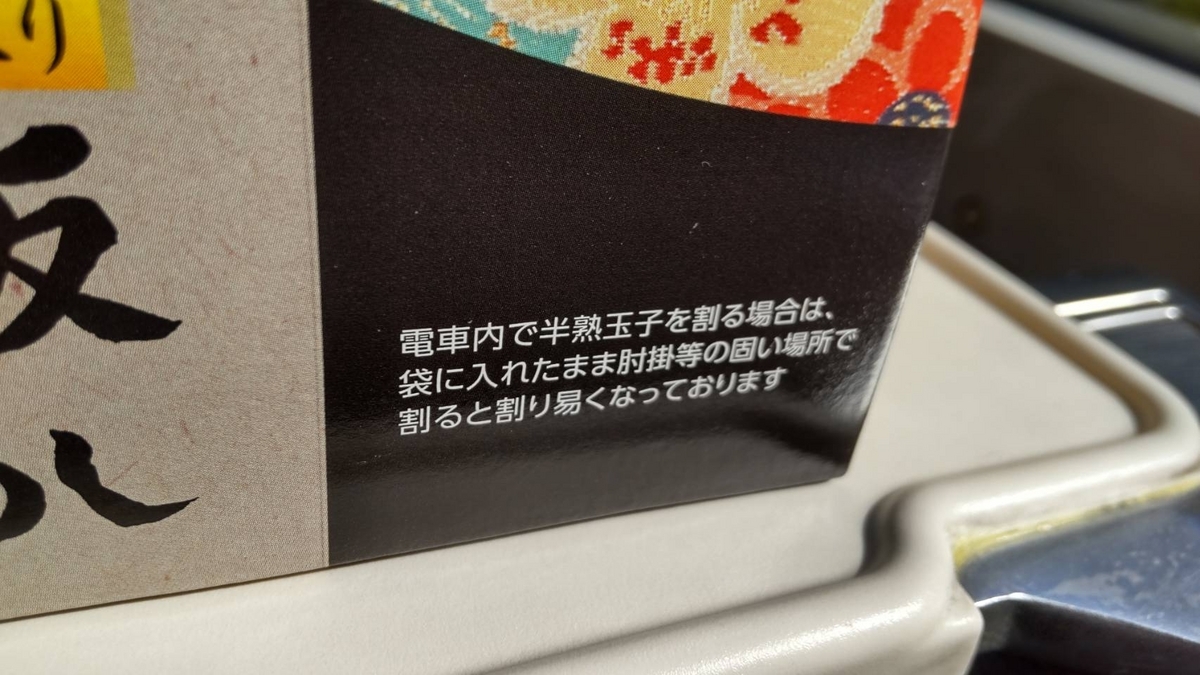 り
飯
電車内で半熟玉子を割る場合は、
袋に入れたまま肘掛等の固い場所で
割ると割り易くなっております